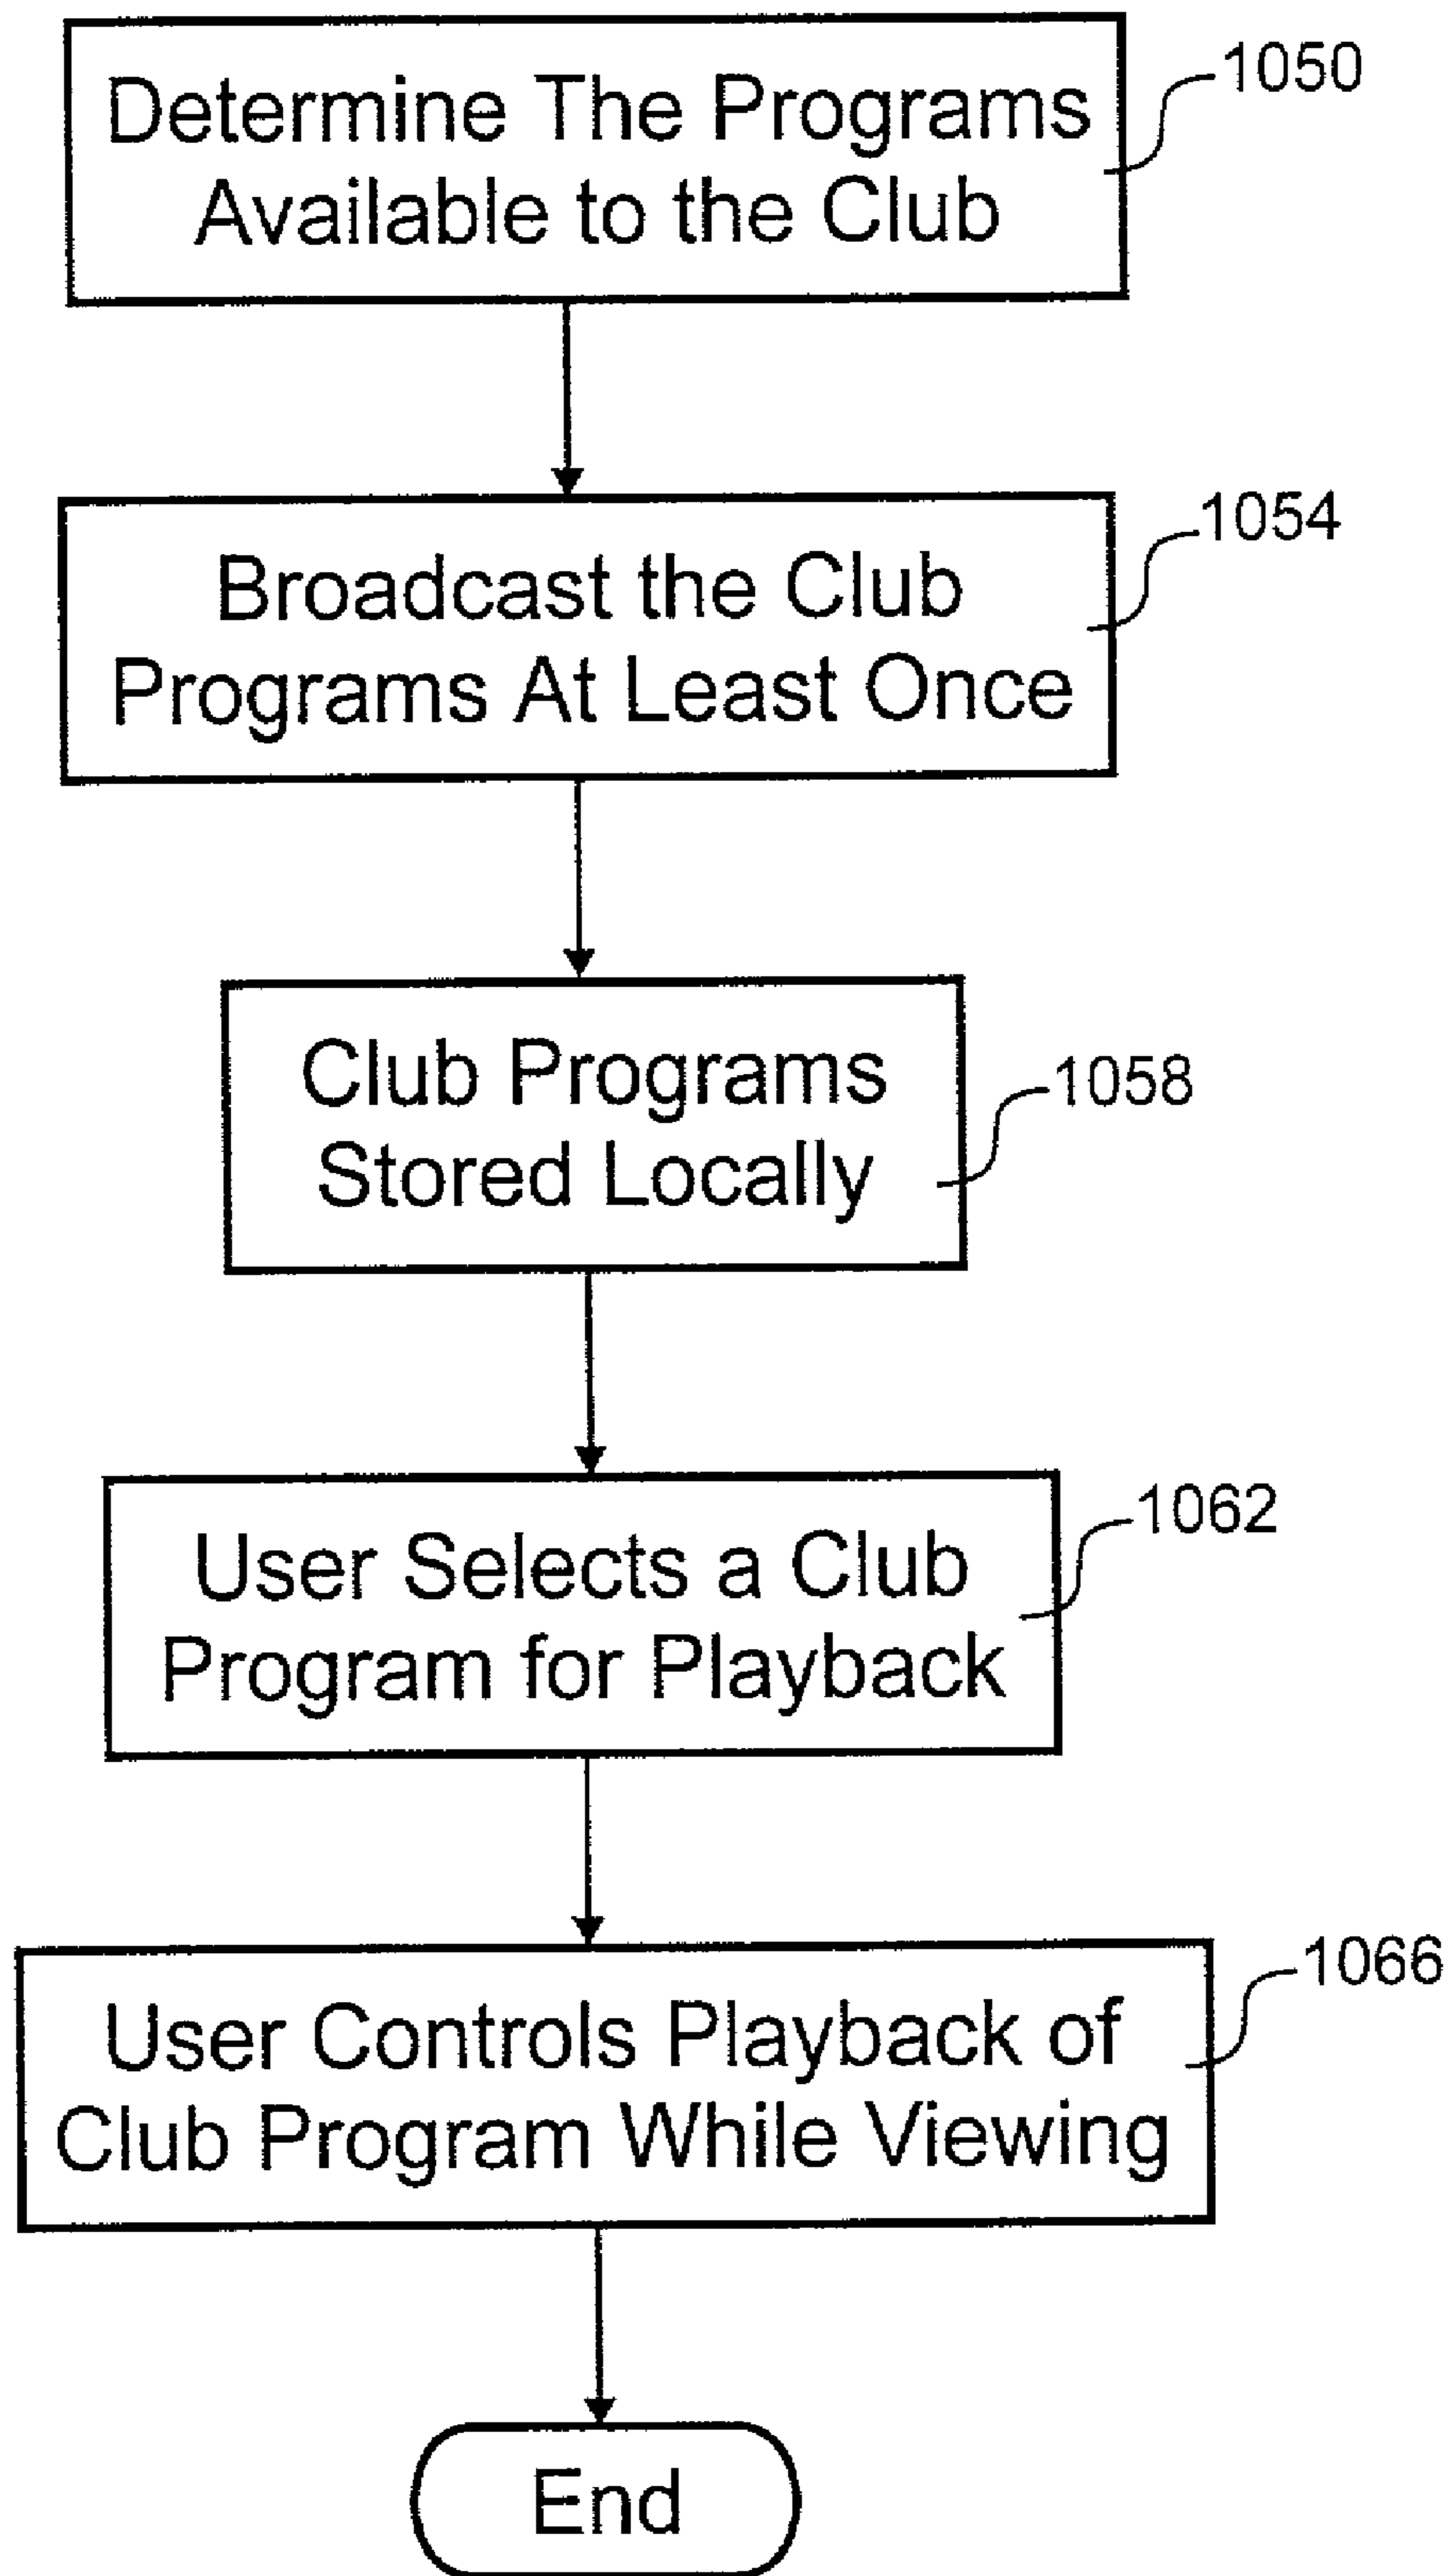 Determine The Programs
Available to the Club
1050
Broadcast the Club
Programs At Least Once
1054
Club Programs
Stored Locally
1058
User Selects a Club
Program for Playback
1062
User Controls Playback of
Club Program While Viewing
1066
End